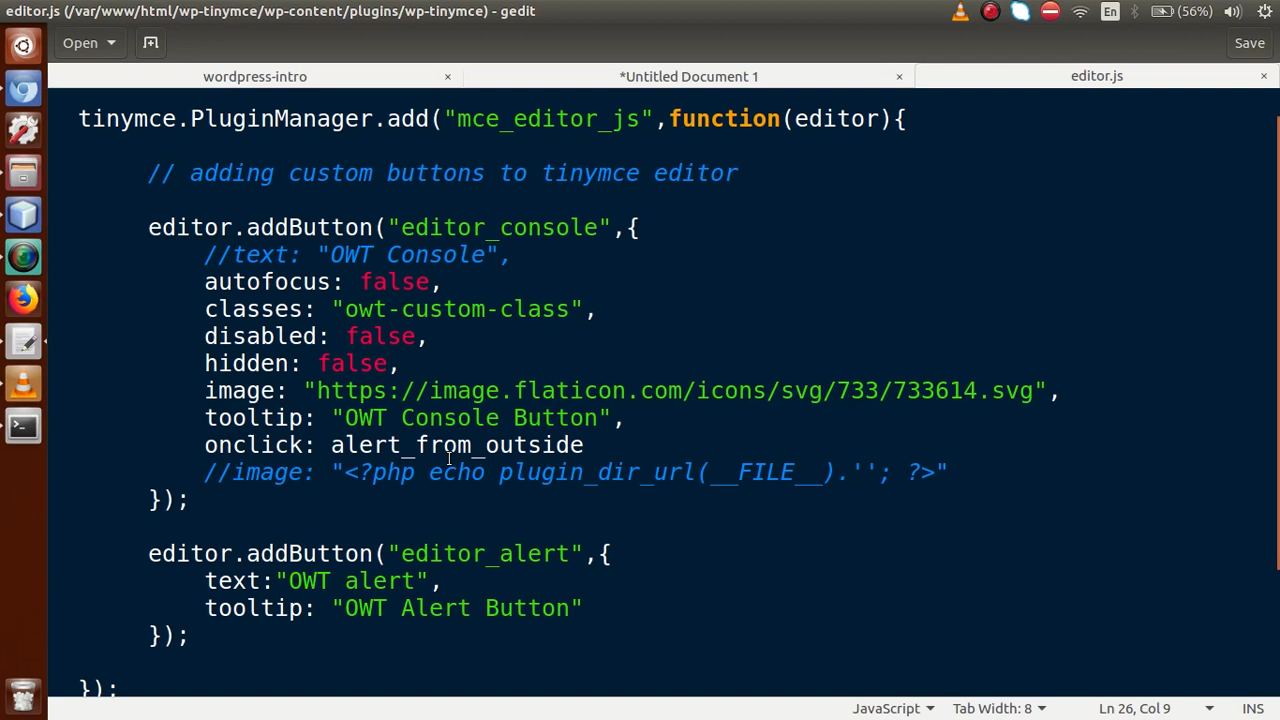 editor.js (/var/www/html/wp-tinymce/wp-content/plugins/wp-tinymce) - gedit
En
(56%)
Open
Save
wordpress-intro ×
*Untitled Document 1 ×
editor.js ×
tinymce.PluginManager.add("mce_editor_js",function(editor){
// adding custom buttons to tinymce editor
editor.addButton("editor_console",{
//text: "OWT Console",
autofocus: false,
classes: "owt-custom-class",
disabled: false,
hidden: false,
image: "https://image.flaticon.com/icons/svg/733/733614.svg",
tooltip: "OWT Console Button",
onclick: alert_from_outside
//image: "<?php echo plugin_dir_url(__FILE__).''; ?>"
});
editor.addButton("editor_alert",{
text:"OWT alert",
tooltip: "OWT Alert Button"
});
});
JavaScript
Tab Width: 8
Ln 26, Col 9
INS